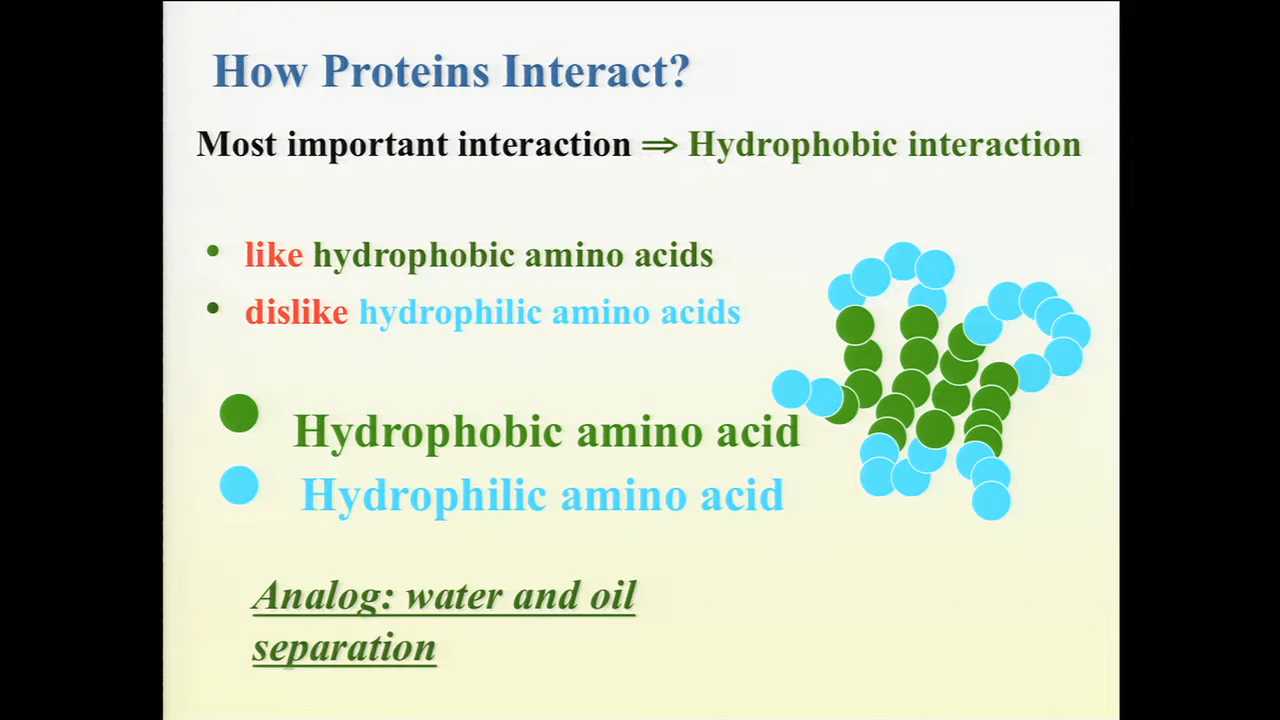 How Proteins Interact?
Most important interaction ⇒ Hydrophobic interaction
• like hydrophobic amino acids
• dislike hydrophilic amino acids
Hydrophobic amino acid
Hydrophilic amino acid
Analog: water and oil
separation